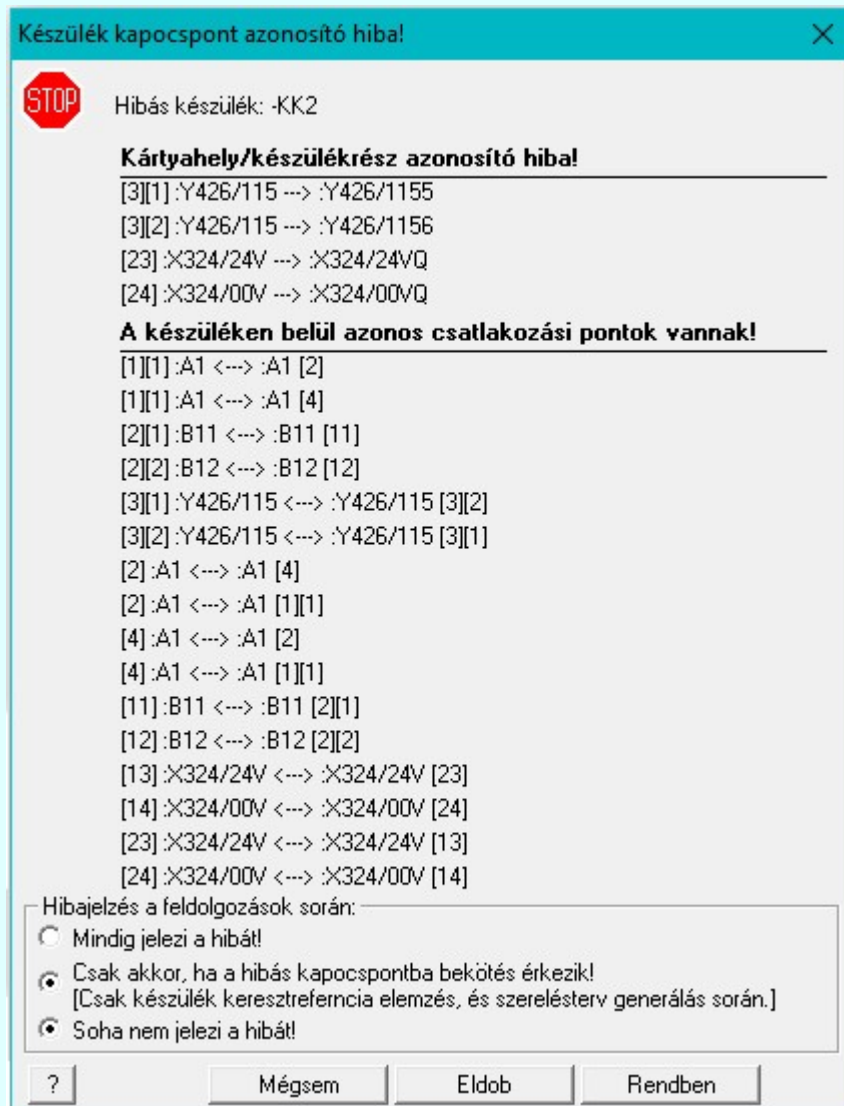 Készülék kapocspont azonosító hiba!
STOP
Hibás készülék: -KK2
Kártyahely/készülékrész azonosító hiba!
[3][1] :Y426/115 ---> :Y426/1155
[3][2] :Y426/115 ---> :Y426/1156
[23] :X324/24V ---> :X324/24VQ
[24] :X324/00V ---> :X324/00VQ
A készüléken belül azonos csatlakozási pontok vannak!
[1][1] :A1 <---> :A1 [2]
[1][1] :A1 <---> :A1 [4]
[2][1] :B11 <---> :B11 [11]
[2][2] :B12 <---> :B12 [12]
[3][1] :Y426/115 <---> :Y426/115 [3][2]
[3][2] :Y426/115 <---> :Y426/115 [3][1]
[2] :A1 <---> :A1 [4]
[2] :A1 <---> :A1 [1][1]
[4] :A1 <---> :A1 [2]
[4] :A1 <---> :A1 [1][1]
[11] :B11 <---> :B11 [2][1]
[12] :B12 <---> :B12 [2][2]
[13] :X324/24V <---> :X324/24V [23]
[14] :X324/00V <---> :X324/00V [24]
[23] :X324/24V <---> :X324/24V [13]
[24] :X324/00V <---> :X324/00V [14]
Hibajelzés a feldolgozások során:
Mindig jelezi a hibát!
Csak akkor, ha a hibás kapocspontba bekötés érkezik!
[Csak készülék keresztreferncia elemzés, és szerelésterv generálás során.]
Soha nem jelezi a hibát!
? Mégsem Eldob Rendben